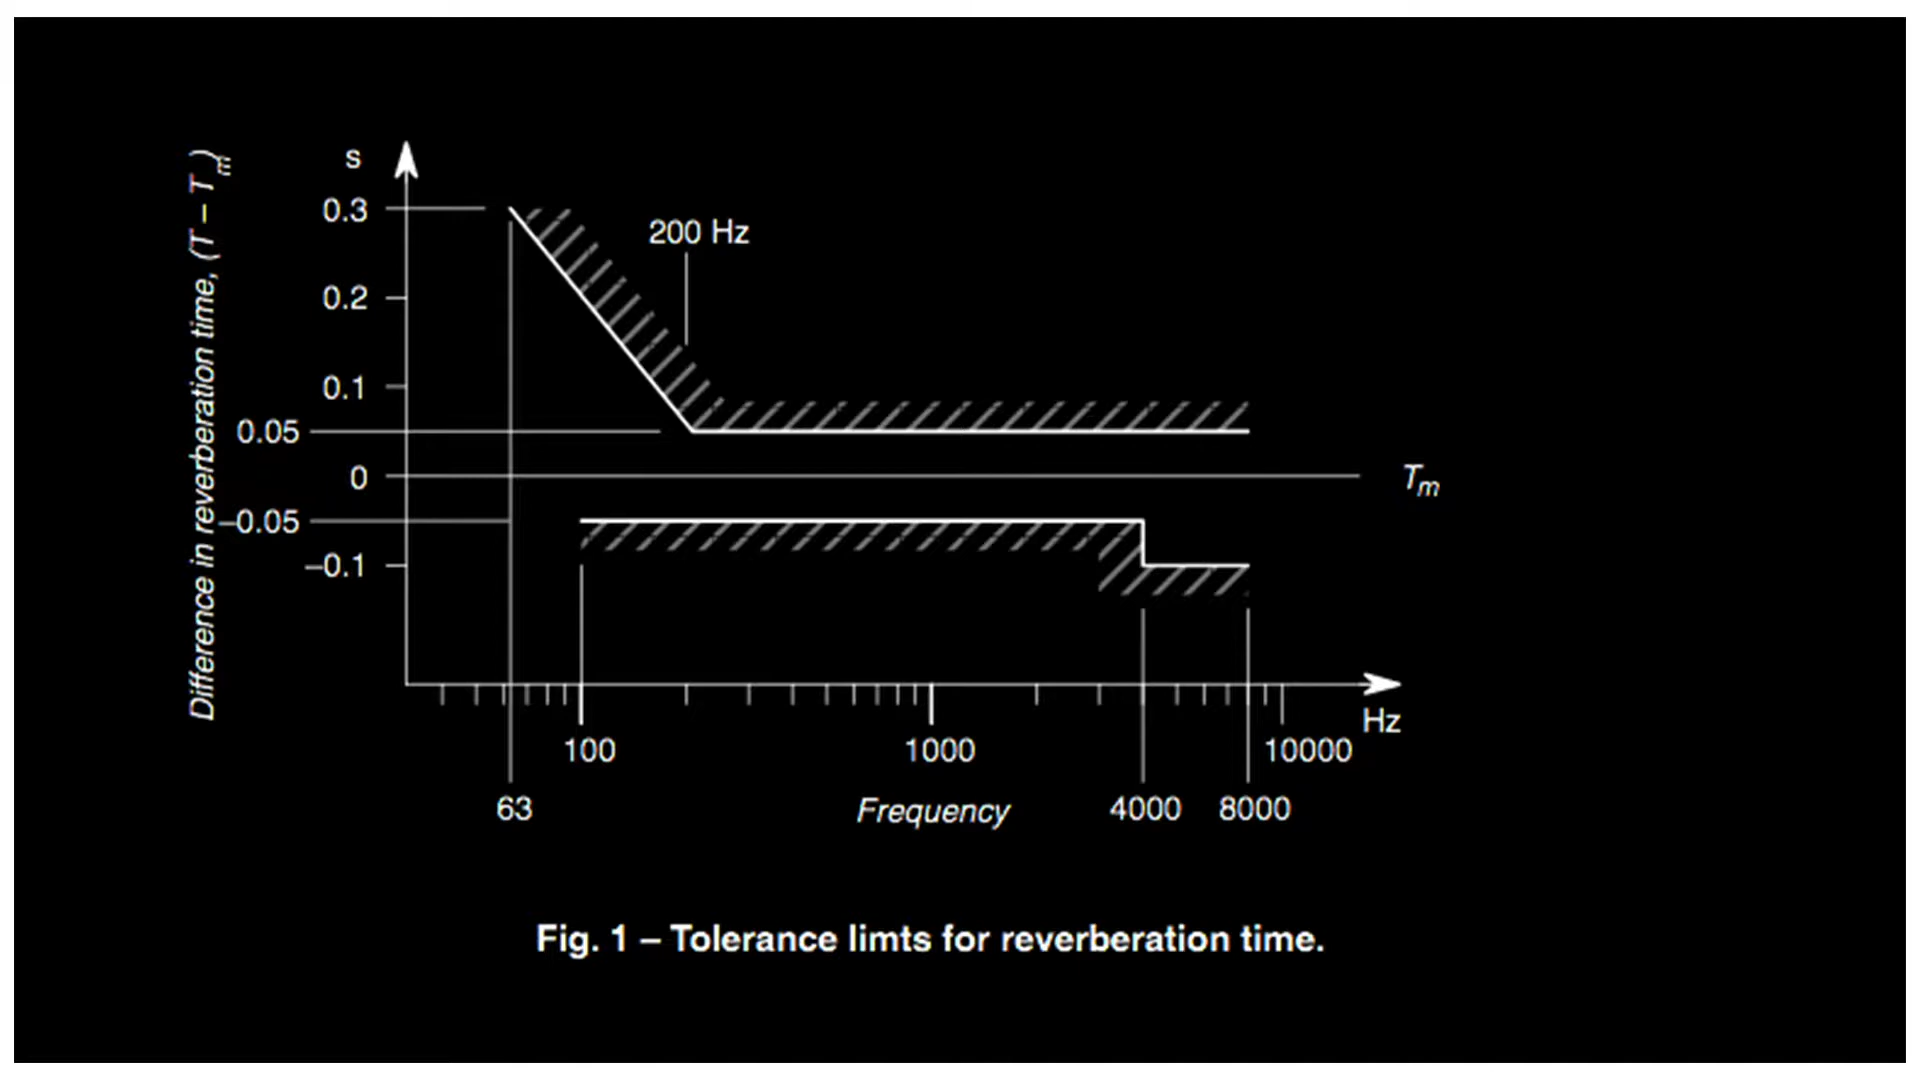 Difference in reverberation time, (T – Tm)
s
0.3
200 Hz
0.2
0.1
0.05
0
Tm
–0.05
–0.1
Hz
100
1000
10000
63
Frequency
4000
8000
Fig. 1 – Tolerance limts for reverberation time.